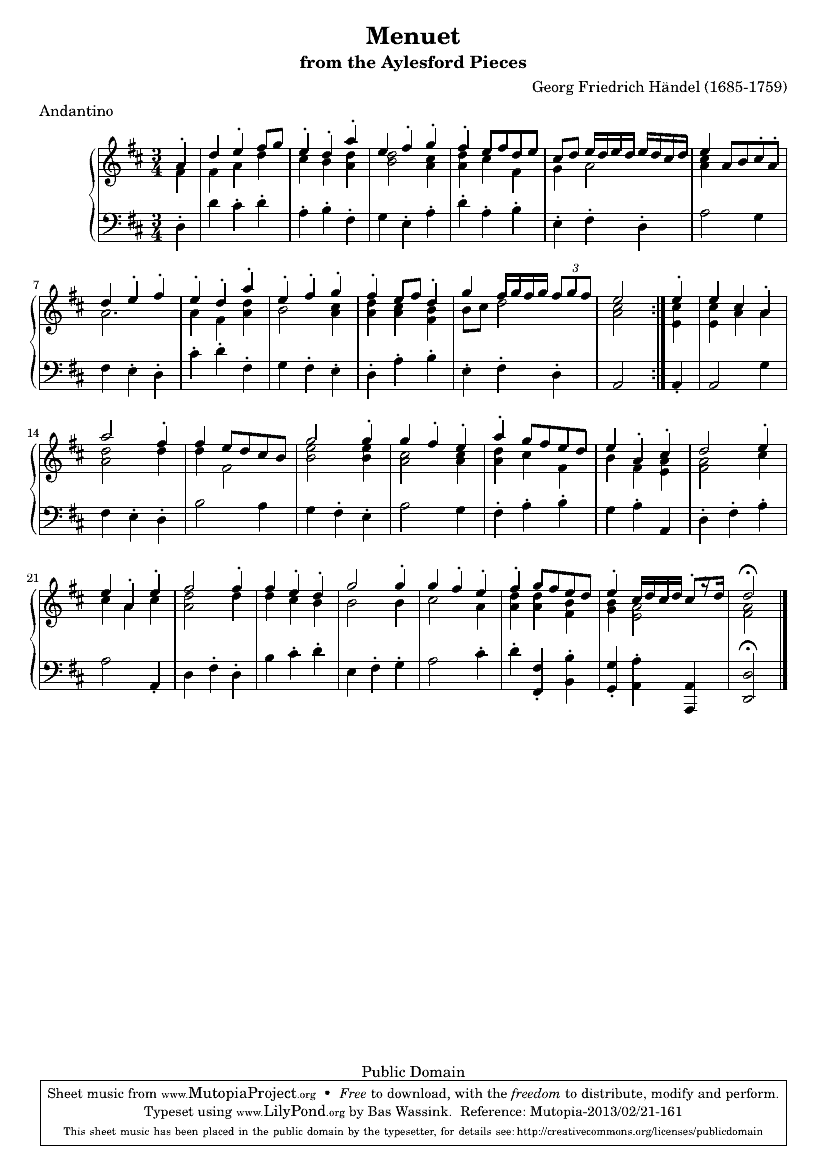 Menuet
from the Aylesford Pieces
Georg Friedrich Händel (1685-1759)
Andantino
7
3
14
21
Public Domain
Sheet music from www.MutopiaProject.org • Free to download, with the freedom to distribute, modify and perform.
Typeset using www.LilyPond.org by Bas Wassink. Reference: Mutopia-2013/02/21-161
This sheet music has been placed in the public domain by the typesetter, for details see: http://creativecommons.org/licenses/publicdomain